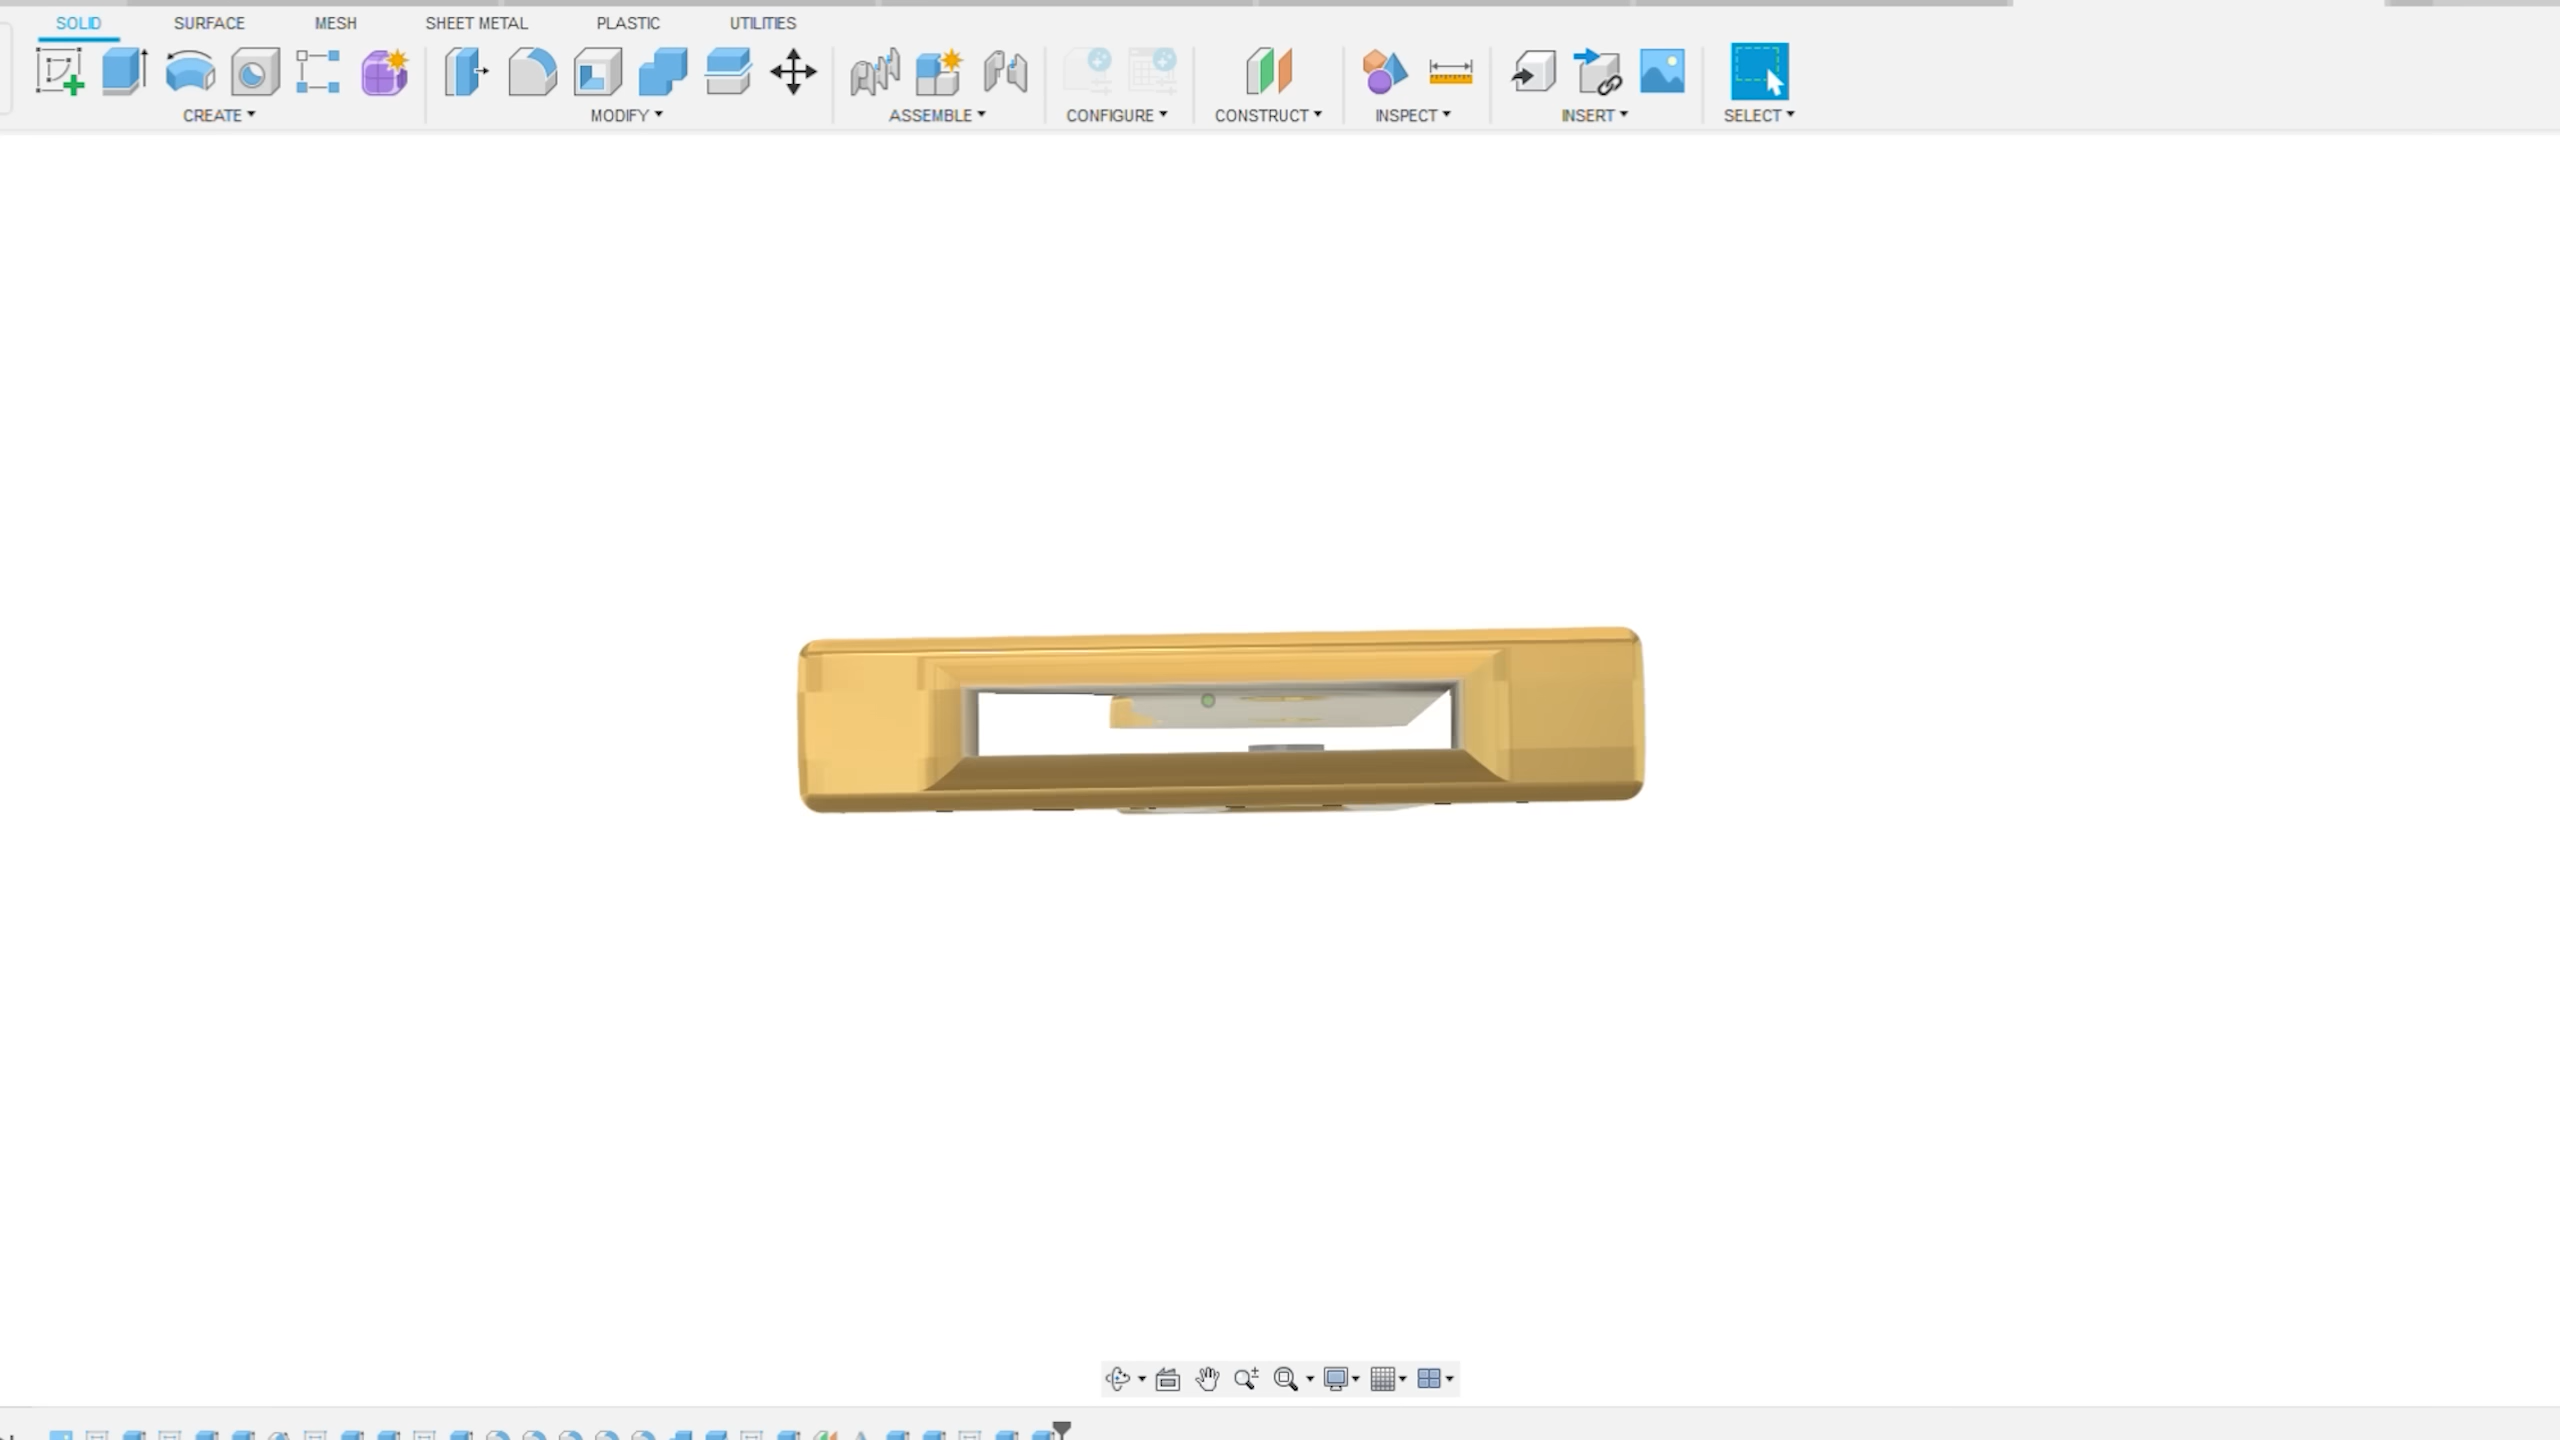 SOLID SURFACE MESH SHEET METAL PLASTIC UTILITIES
CREATE MODIFY ASSEMBLE CONFIGURE CONSTRUCT INSPECT INSERT SELECT